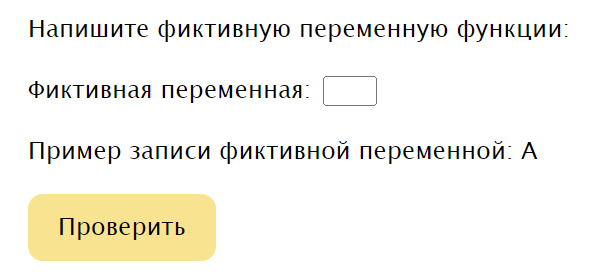 Напишите фиктивную переменную функции:
Фиктивная переменная:
Пример записи фиктивной переменной: A
Проверить